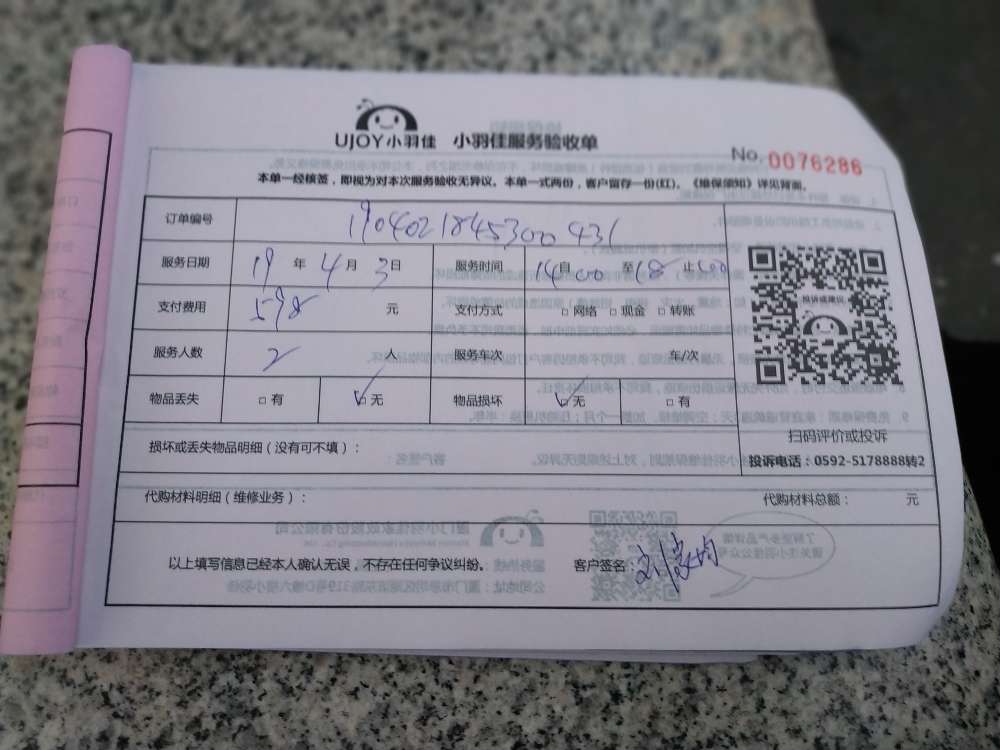 UJOY小羽佳 小羽佳服务验收单
No. 0076286
本单一经核签，即视为对本次服务验收无异议。本单一式两份，客户留存一份(红)。《维保须知》详见背面。
订单编号 190402184530043​1
服务日期 19 年 4 月 3 日 服务时间 14 自 00 至 18 止 00
支付费用 598 元 支付方式 □网络 □现金 □转账
服务人数 2 人 服务车次 车/次
物品丢失 □有 ☑无 物品损坏 ☑无 □有
投诉或建议
扫码评价或投诉
投诉电话：0592-5178888转2
损坏或丢失物品明细（没有可不填）：
代购材料明细（维修业务）： 代购材料总额： 元
以上填写信息已经本人确认无误，不存在任何争议纠纷。 客户签名：